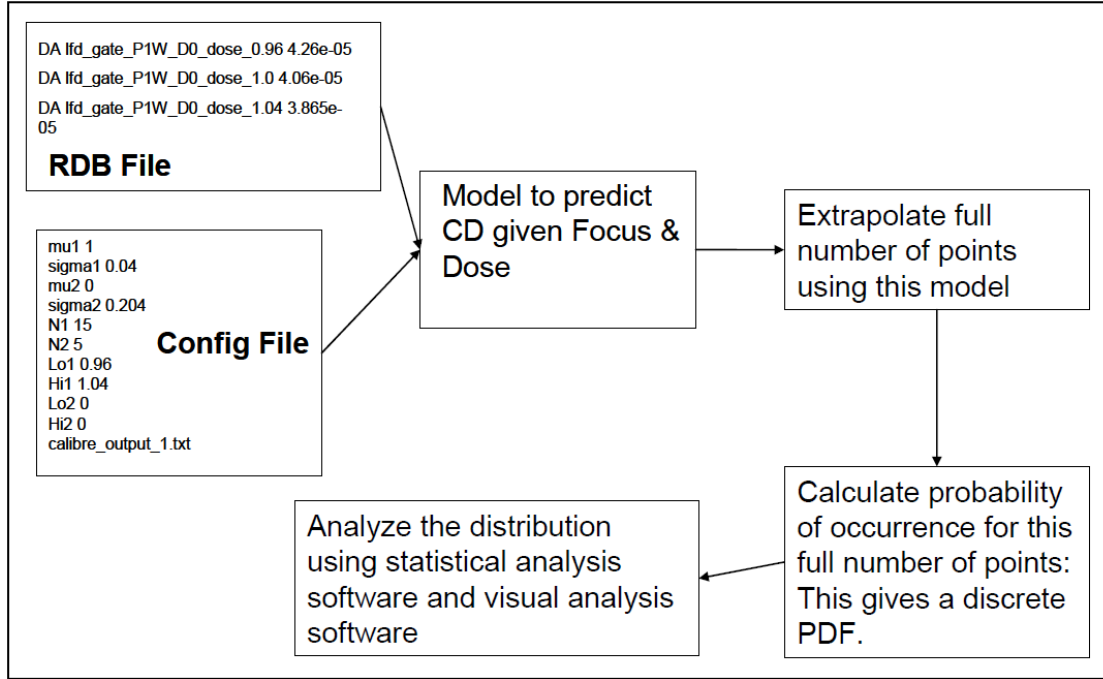 DA lfd_gate_P1W_D0_dose_0.96 4.26e-05
DA lfd_gate_P1W_D0_dose_1.0 4.06e-05
DA lfd_gate_P1W_D0_dose_1.04 3.865e-
05
RDB File
mu1 1
sigma1 0.04
mu2 0
sigma2 0.204
N1 15
N2 5
Lo1 0.96
Hi1 1.04
Lo2 0
Hi2 0
calibre_output_1.txt
Config File
Model to predict
CD given Focus &
Dose
Extrapolate full
number of points
using this model
Calculate probability
of occurrence for this
full number of points:
This gives a discrete
PDF.
Analyze the distribution
using statistical analysis
software and visual analysis
software